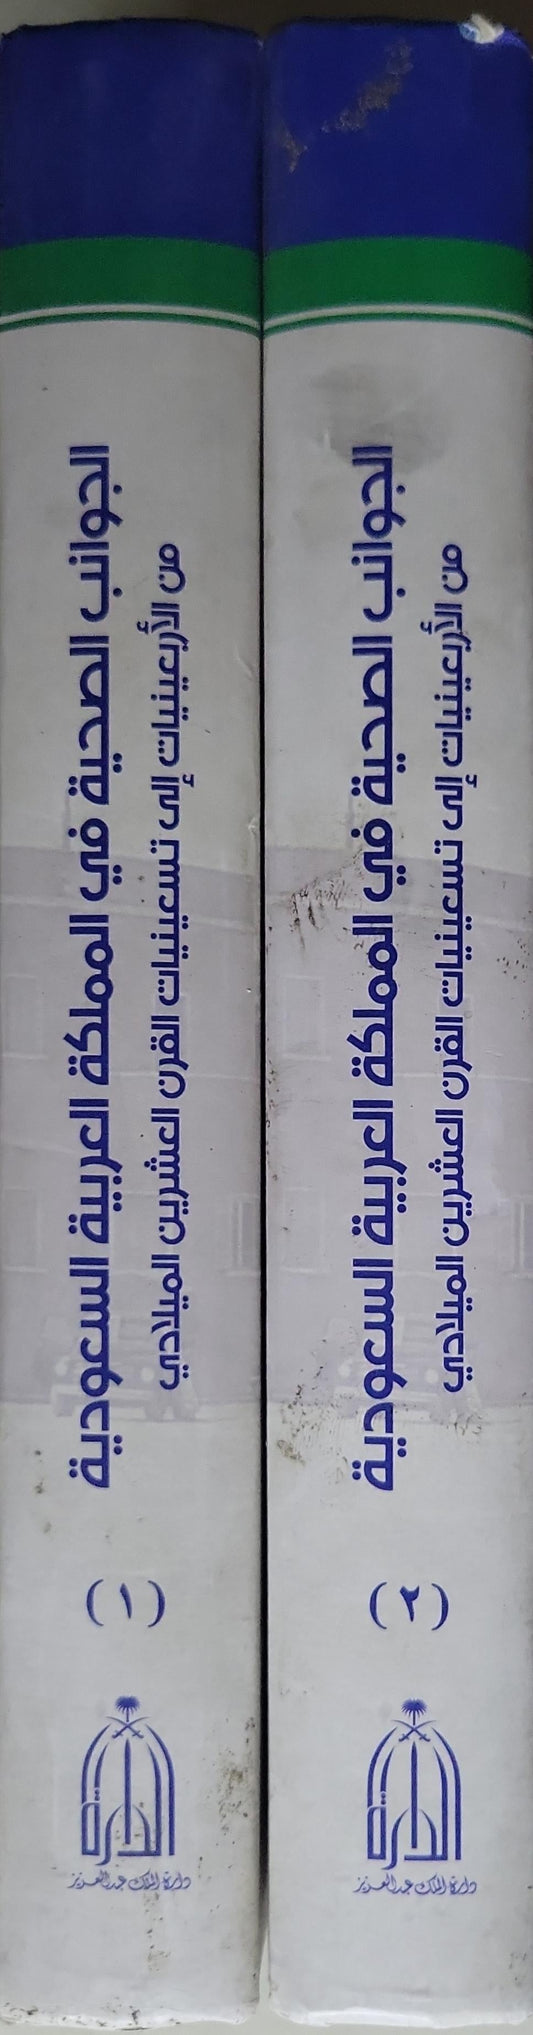 الجوانب الصحية في المملكة العربية السعودية
من الأربعينيات إلى تسعينيات القرن العشرين الميلادي
(١)
الدارة
دارة الملك عبدالعزيز
الجوانب الصحية في المملكة العربية السعودية
من الأربعينيات إلى تسعينيات القرن العشرين الميلادي
(٢)
الدارة
دارة الملك عبدالعزيز